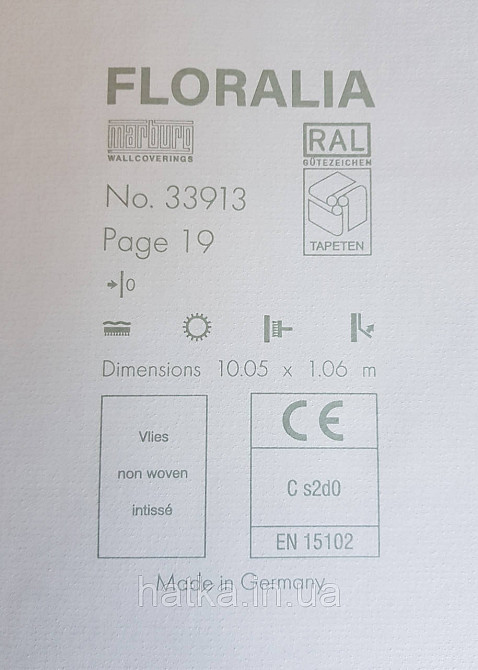 FLORALIA
marburg
WALLCOVERINGS
RAL
GÜTEZEICHEN
No. 33913
Page 19
TAPETEN
0
Dimensions 10.05 x 1.06 m
Vlies
non woven
intissé
CE
C s2d0
EN 15102
Made in Germany
hatka.in.ua